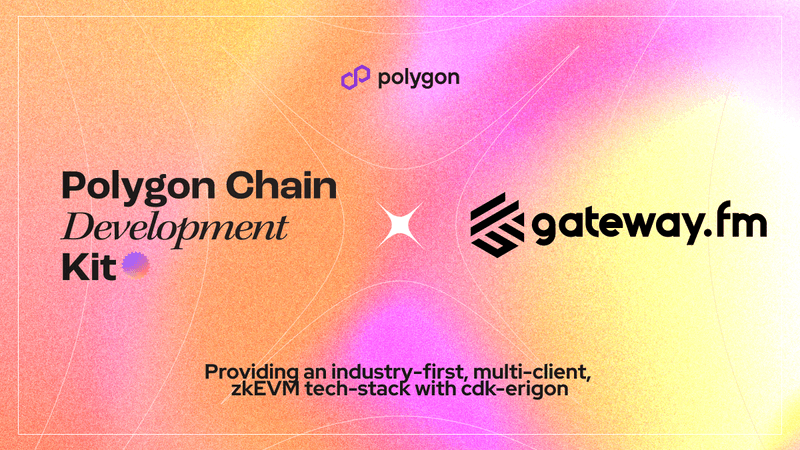 polygon
Polygon Chain
Development
Kit
gateway.fm
Providing an industry-first, multi-client,
zkEVM tech-stack with cdk-erigon